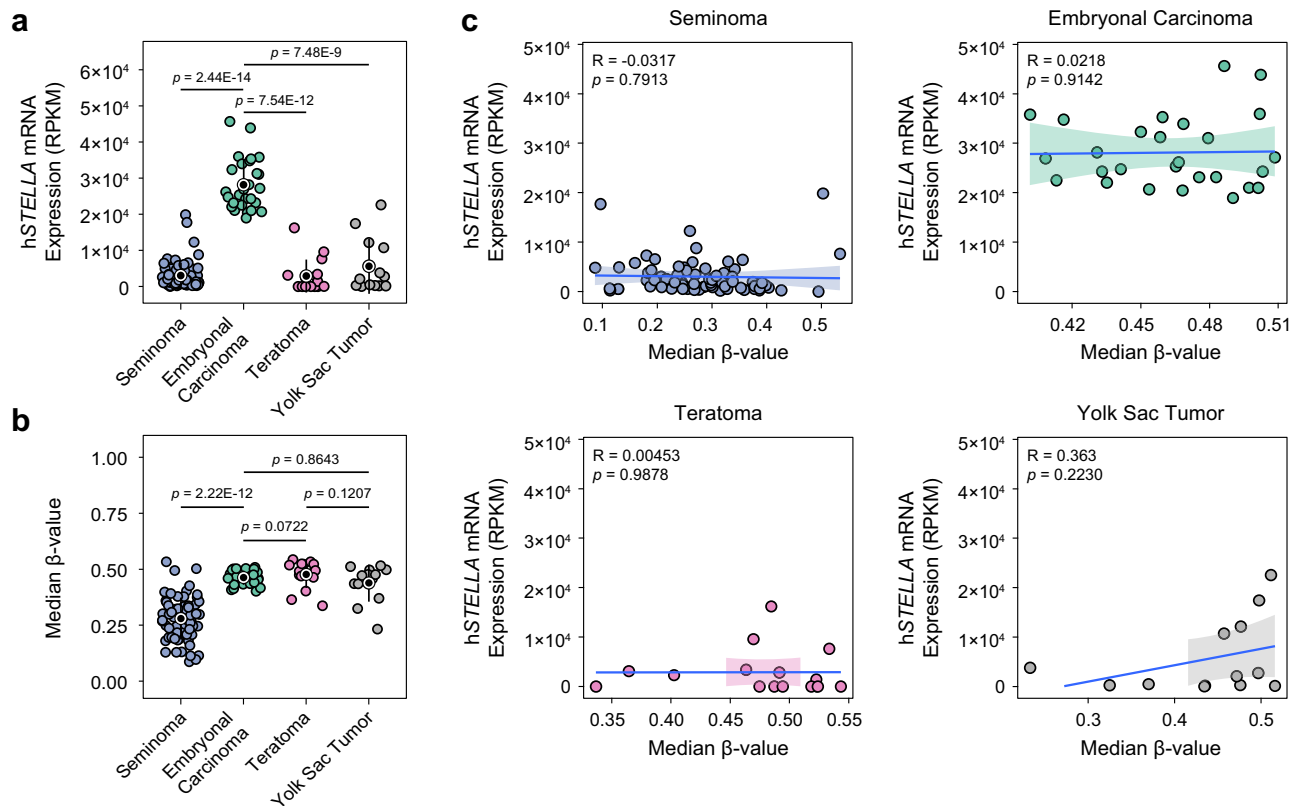 a
hSTELLA mRNA
Expression (RPKM)
6×10⁴
5×10⁴
4×10⁴
3×10⁴
2×10⁴
1×10⁴
0
p = 7.48E-9
p = 2.44E-14
p = 7.54E-12
Seminoma
Embryonal
Carcinoma
Teratoma
Yolk Sac Tumor
b
Median β-value
1.00
0.75
0.50
0.25
0.00
p = 0.8643
p = 2.22E-12
p = 0.1207
p = 0.0722
Seminoma
Embryonal
Carcinoma
Teratoma
Yolk Sac Tumor
c
Seminoma
hSTELLA mRNA
Expression (RPKM)
5×10⁴
4×10⁴
3×10⁴
2×10⁴
1×10⁴
0
R = -0.0317
p = 0.7913
0.1 0.2 0.3 0.4 0.5
Median β-value
Embryonal Carcinoma
hSTELLA mRNA
Expression (RPKM)
5×10⁴
4×10⁴
3×10⁴
2×10⁴
1×10⁴
0
R = 0.0218
p = 0.9142
0.42 0.45 0.48 0.51
Median β-value
Teratoma
hSTELLA mRNA
Expression (RPKM)
5×10⁴
4×10⁴
3×10⁴
2×10⁴
1×10⁴
0
R = 0.00453
p = 0.9878
0.35 0.40 0.45 0.50 0.55
Median β-value
Yolk Sac Tumor
hSTELLA mRNA
Expression (RPKM)
5×10⁴
4×10⁴
3×10⁴
2×10⁴
1×10⁴
0
R = 0.363
p = 0.2230
0.3 0.4 0.5
Median β-value